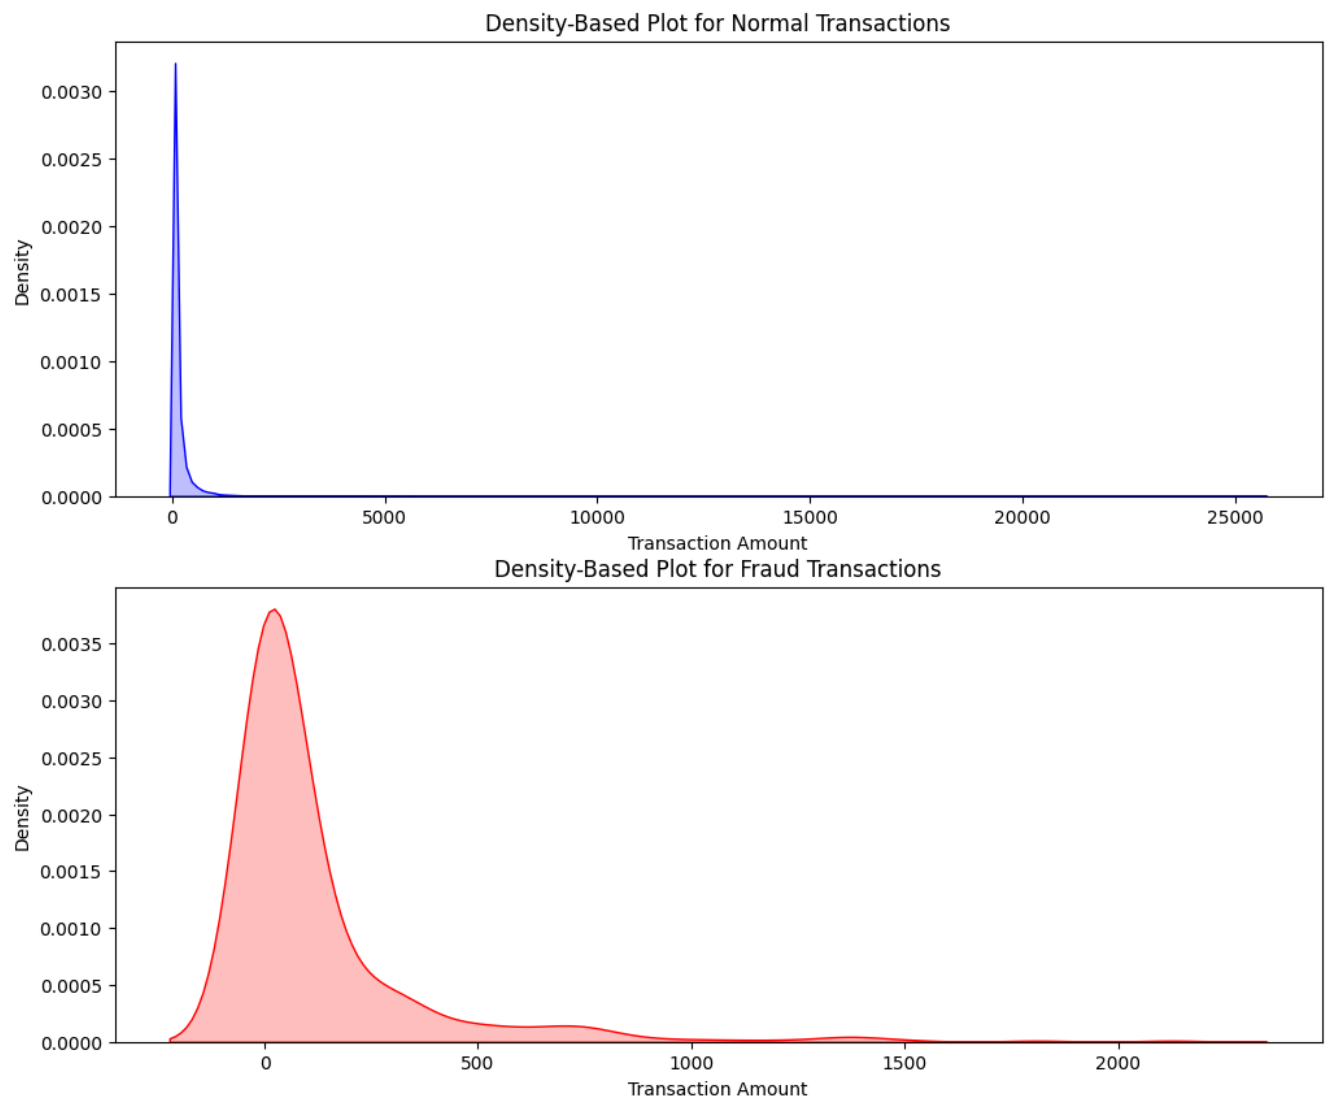 Density-Based Plot for Normal Transactions
0.0030
0.0025
0.0020
0.0015
0.0010
0.0005
0.0000
Density
0 5000 10000 15000 20000 25000
Transaction Amount
Density-Based Plot for Fraud Transactions
0.0035
0.0030
0.0025
0.0020
0.0015
0.0010
0.0005
0.0000
Density
0 500 1000 1500 2000
Transaction Amount